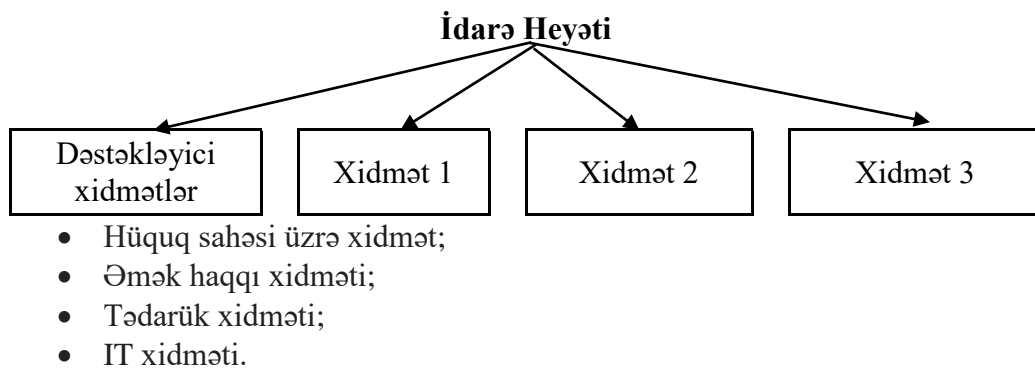 İdarə Heyəti
Dəstəkləyici
xidmətlər
Xidmət 1
Xidmət 2
Xidmət 3
• Hüquq sahəsi üzrə xidmət;
• Əmək haqqı xidməti;
• Tədarük xidməti;
• IT xidməti.